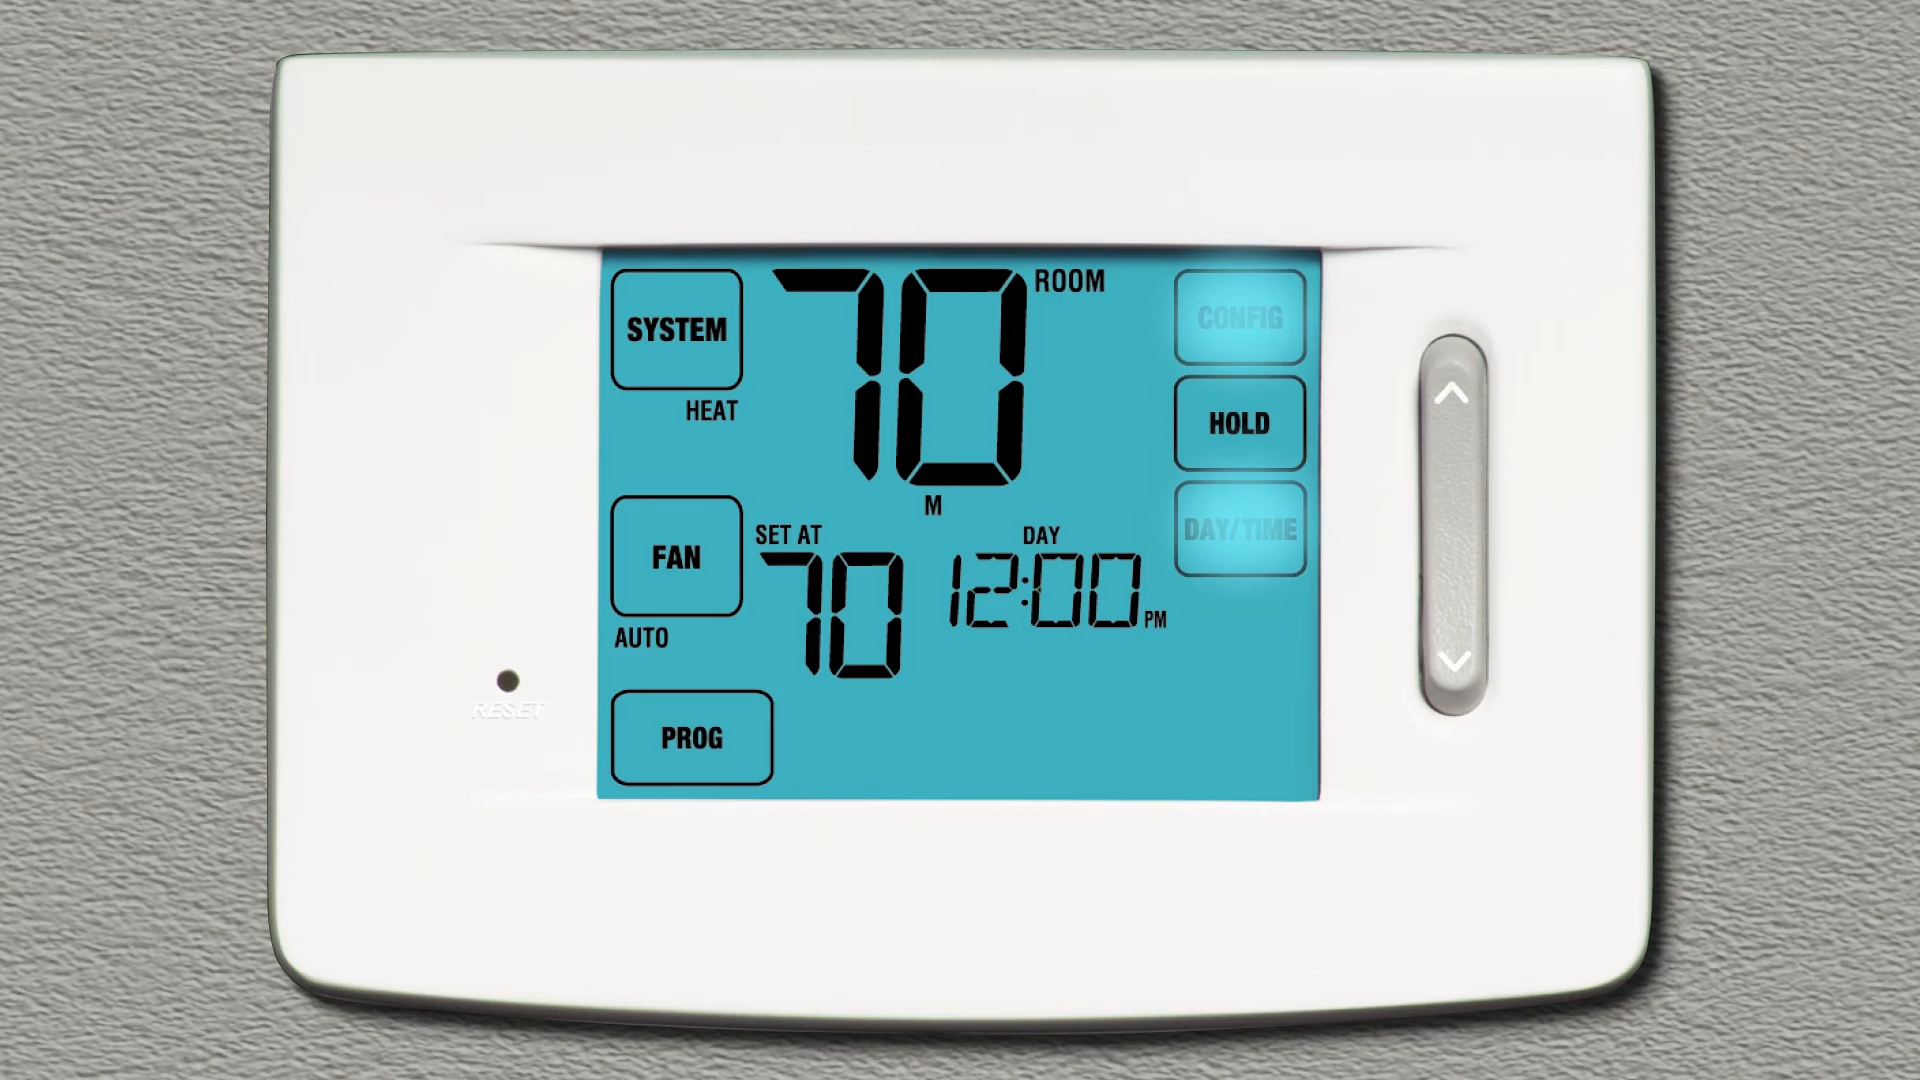 SYSTEM
HEAT
70 ROOM
CONFIG
HOLD
DAY/TIME
M
FAN
AUTO
SET AT
70
DAY
12:00 PM
PROG
RESET